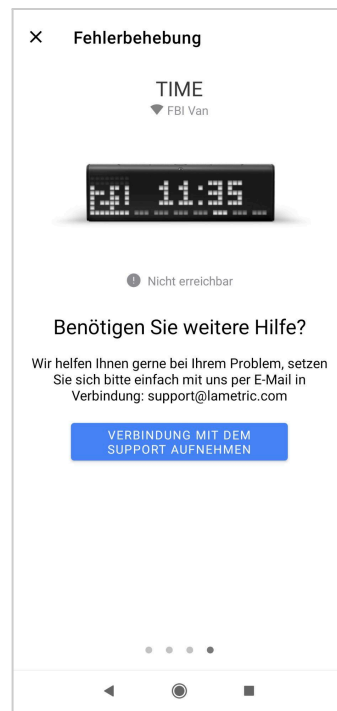 Fehlerbehebung
TIME
FBI Van
11:35
Nicht erreichbar
Benötigen Sie weitere Hilfe?
Wir helfen Ihnen gerne bei Ihrem Problem, setzen
Sie sich bitte einfach mit uns per E-Mail in
Verbindung: support@lametric.com
VERBINDUNG MIT DEM
SUPPORT AUFNEHMEN